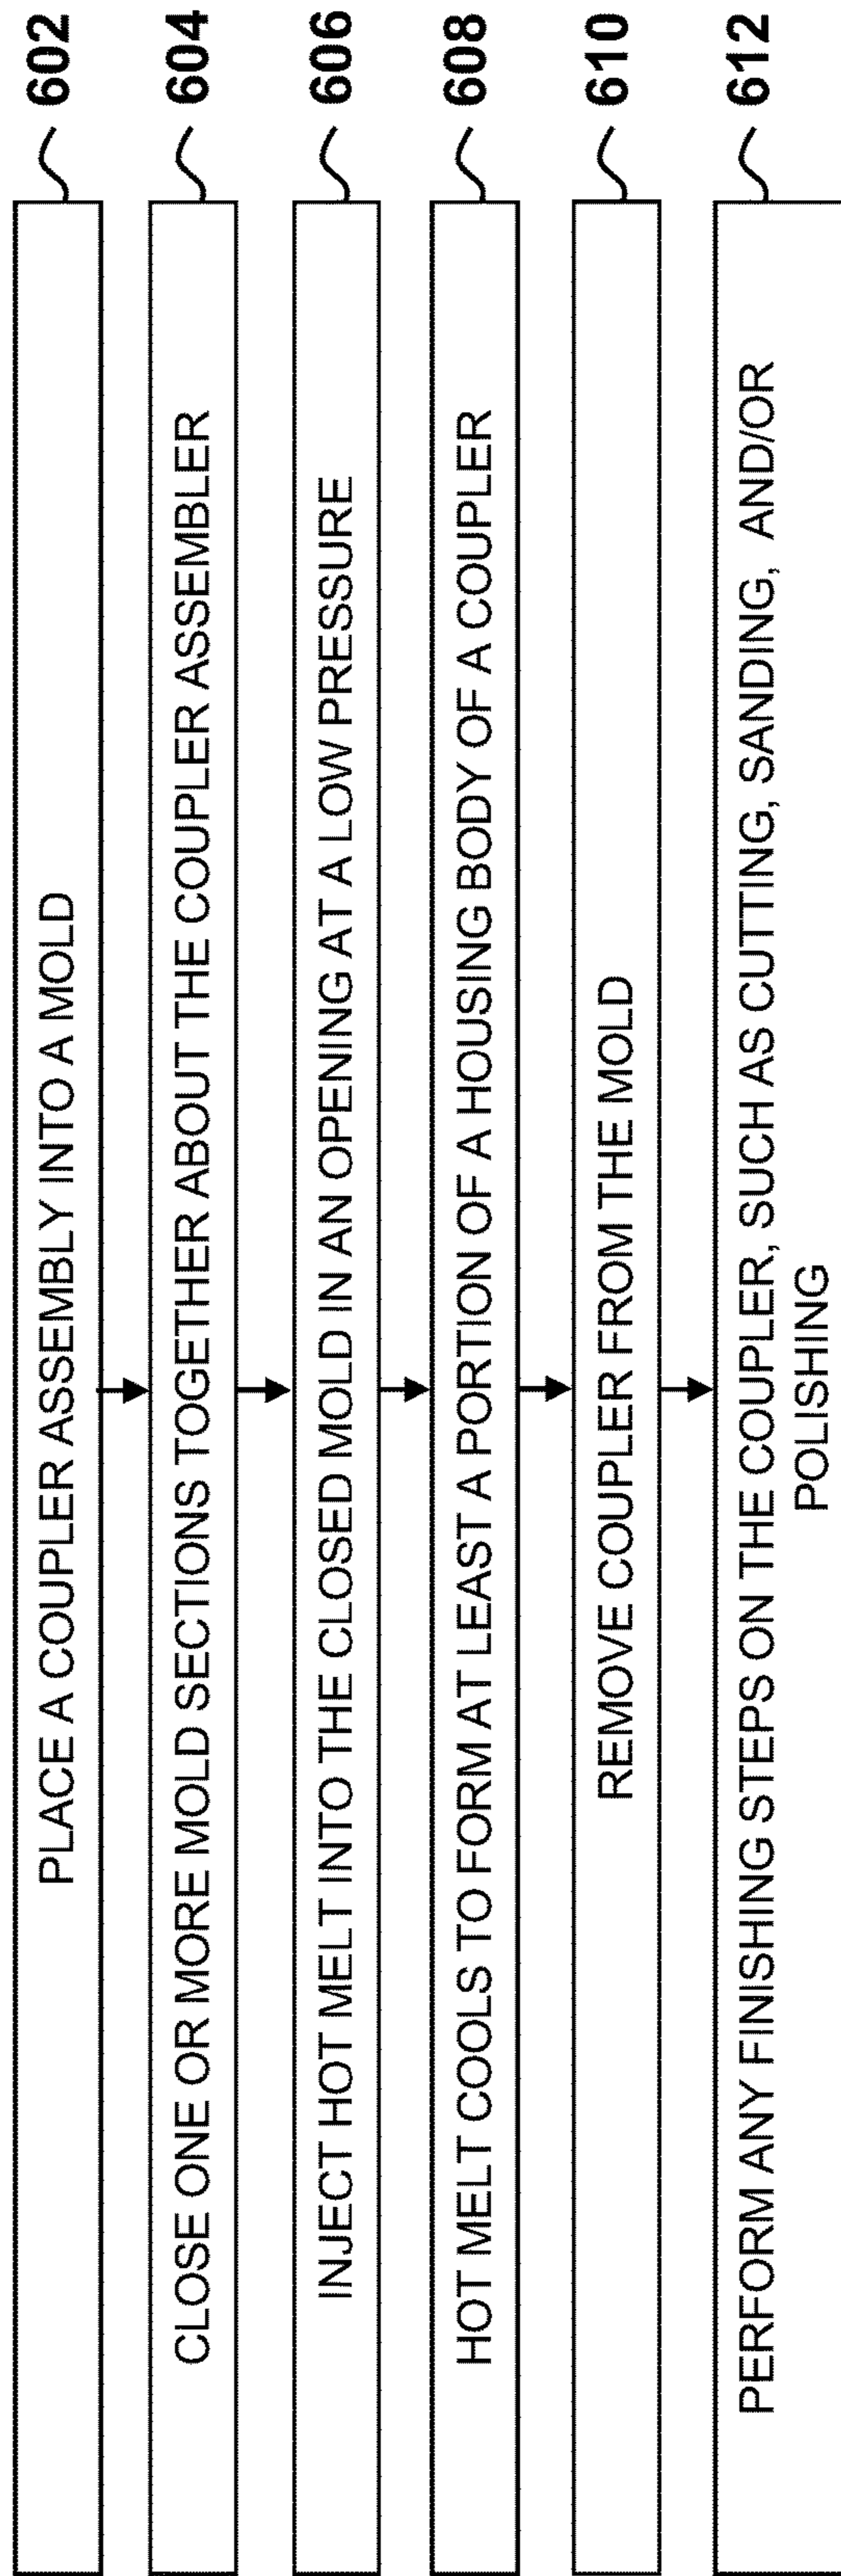 PLACE A COUPLER ASSEMBLY INTO A MOLD 602
CLOSE ONE OR MORE MOLD SECTIONS TOGETHER ABOUT THE COUPLER ASSEMBLER 604
INJECT HOT MELT INTO THE CLOSED MOLD IN AN OPENING AT A LOW PRESSURE 606
HOT MELT COOLS TO FORM AT LEAST A PORTION OF A HOUSING BODY OF A COUPLER 608
REMOVE COUPLER FROM THE MOLD 610
PERFORM ANY FINISHING STEPS ON THE COUPLER, SUCH AS CUTTING, SANDING, AND/OR 612
POLISHING